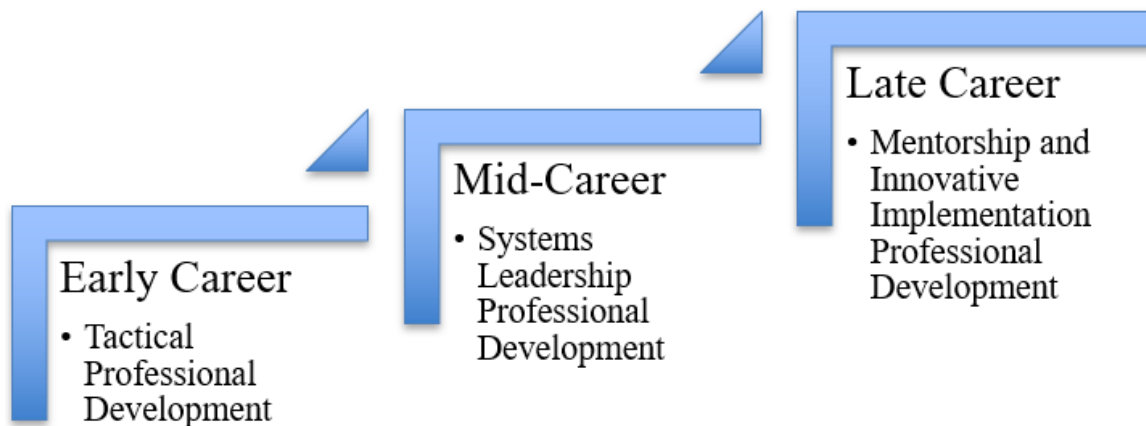 Early Career
• Tactical
Professional
Development
Mid-Career
• Systems
Leadership
Professional
Development
Late Career
• Mentorship and
Innovative
Implementation
Professional
Development